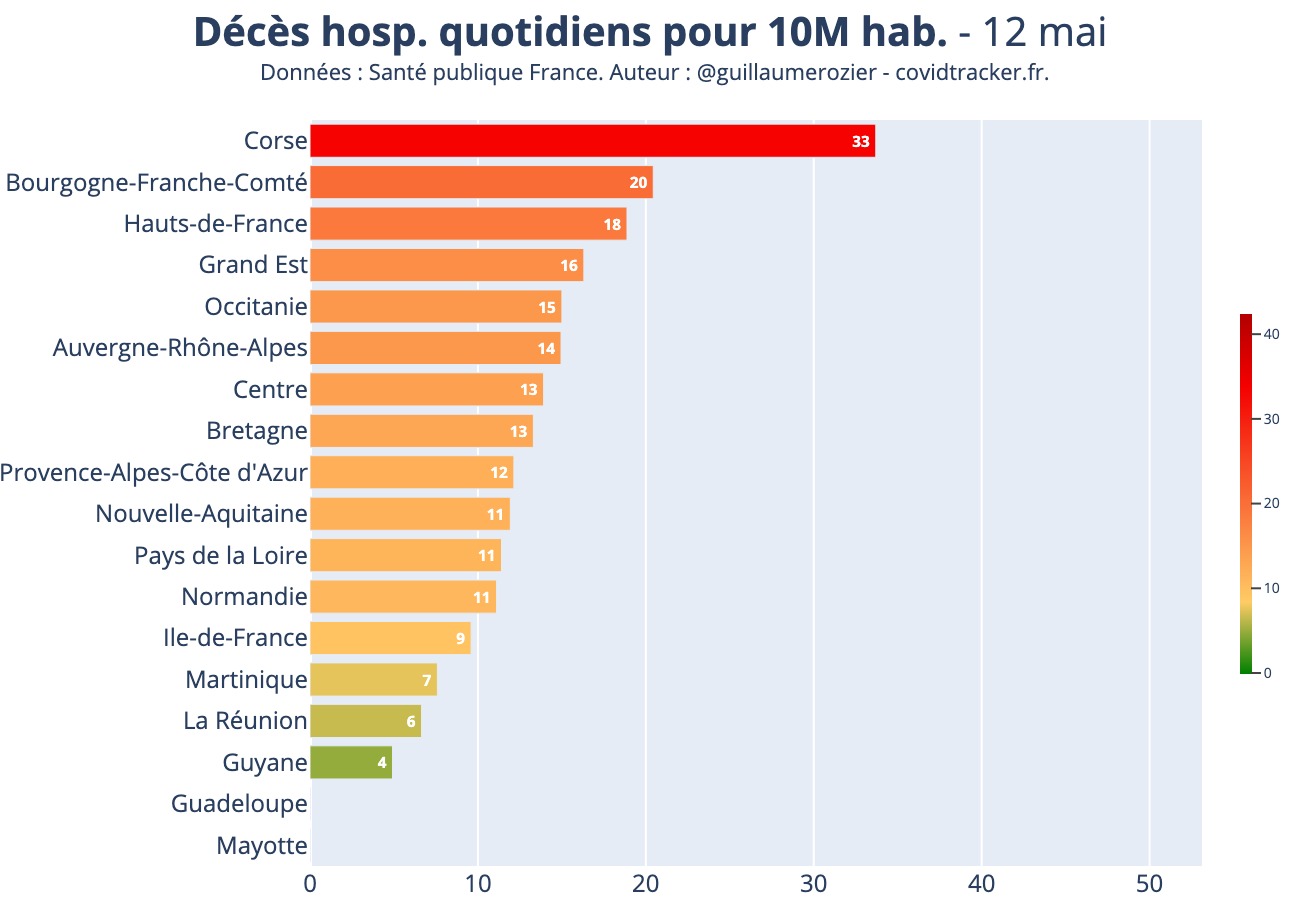 Décès hosp. quotidiens pour 10M hab. - 12 mai
Données : Santé publique France. Auteur : @guillaumerozier - covidtracker.fr.
Corse 33
Bourgogne-Franche-Comté 20
Hauts-de-France 18
Grand Est 16
Occitanie 15
Auvergne-Rhône-Alpes 14
Centre 13
Bretagne 13
Provence-Alpes-Côte d'Azur 12
Nouvelle-Aquitaine 11
Pays de la Loire 11
Normandie 11
Ile-de-France 9
Martinique 7
La Réunion 6
Guyane 4
Guadeloupe
Mayotte
0 10 20 30 40 50
40
30
20
10
0